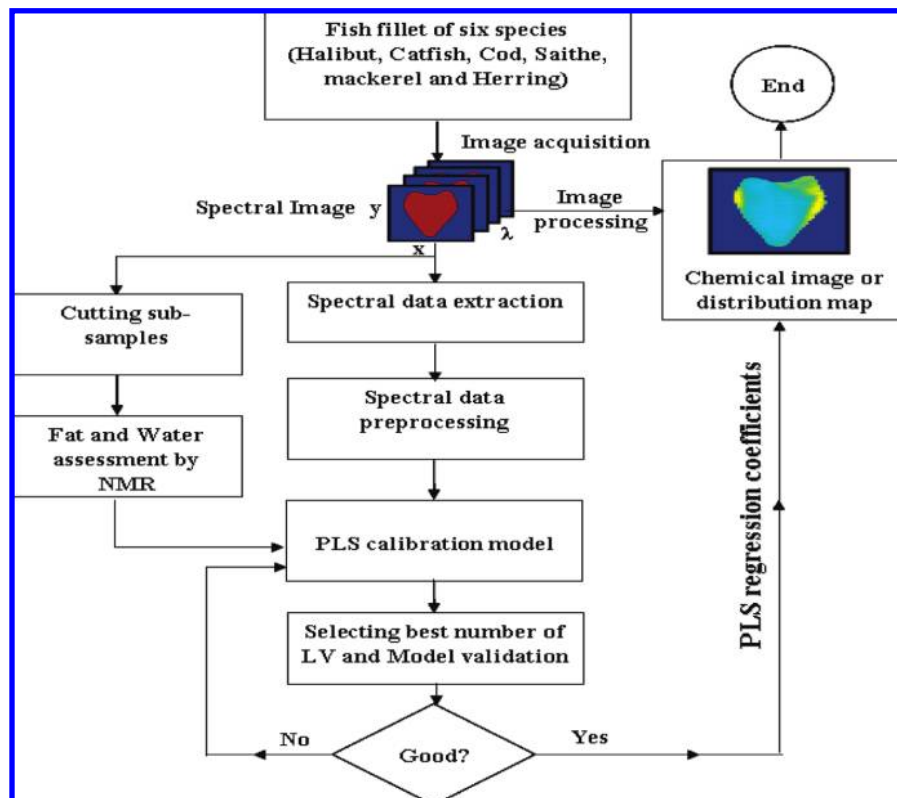 Fish fillet of six species
(Halibut, Catfish, Cod, Saithe,
mackerel and Herring)
End
Image acquisition
Spectral Image
y
λ
x
Image
processing
Chemical image or
distribution map
Cutting sub-
samples
Spectral data extraction
Fat and Water
assessment by
NMR
Spectral data
preprocessing
PLS calibration model
Selecting best number of
LV and Model validation
PLS regression coefficients
No
Good?
Yes